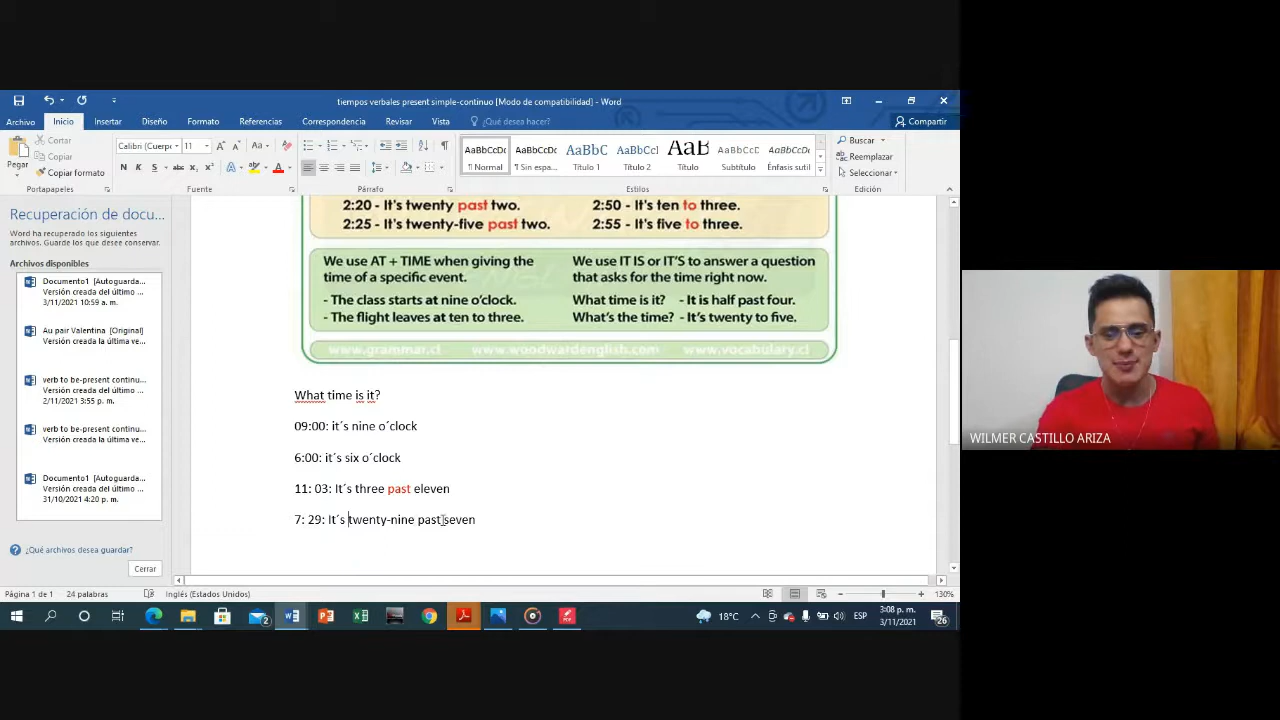 tiempos verbales present simple-continuo [Modo de compatibilidad] - Word
Archivo Inicio Insertar Diseño Formato Referencias Correspondencia Revisar Vista ¿Qué desea hacer? Compartir
Pegar
Cortar
Copiar
Copiar formato
Portapapeles
Calibri (Cuerpo 11
N K S
Fuente
Párrafo
AaBbCcDc AaBbCcDc AaBbC AaBbCcI AaB AaBbCcC AaBbCcDc
¶ Normal ¶ Sin espa... Título 1 Título 2 Título Subtítulo Énfasis sutil
Estilos
Buscar
Reemplazar
Seleccionar
Edición
Recuperación de docu...
Word ha recuperado los siguientes
archivos. Guarde los que desee conservar.
Archivos disponibles
Documento1 [Autoguarda...
Versión creada del último ...
3/11/2021 10:59 a. m.
Au pair Valentina [Original]
Versión creada la última ve...
verb to be-present continu...
Versión creada del último ...
2/11/2021 3:55 p. m.
verb to be-present continu...
Versión creada la última ve...
Documento1 [Autoguarda...
Versión creada del último ...
31/10/2021 4:20 p. m.
¿Qué archivos desea guardar?
Cerrar
2:20 - It's twenty past two.
2:25 - It's twenty-five past two.
2:50 - It's ten to three.
2:55 - It's five to three.
We use AT + TIME when giving the
time of a specific event.
- The class starts at nine o'clock.
- The flight leaves at ten to three.
We use IT IS or IT'S to answer a question
that asks for the time right now.
What time is it? - It is half past four.
What's the time? - It's twenty to five.
www.grammar.cl www.woodwardenglish.com www.vocabulary.cl
What time is it?
09:00: it´s nine o´clock
6:00: it´s six o´clock
11: 03: It´s three past eleven
7: 29: It´s twenty-nine past seven
WILMER CASTILLO ARIZA
Página 1 de 1 24 palabras Inglés (Estados Unidos) 130%
2 18°C ESP 3:08 p. m.
3/11/2021 26